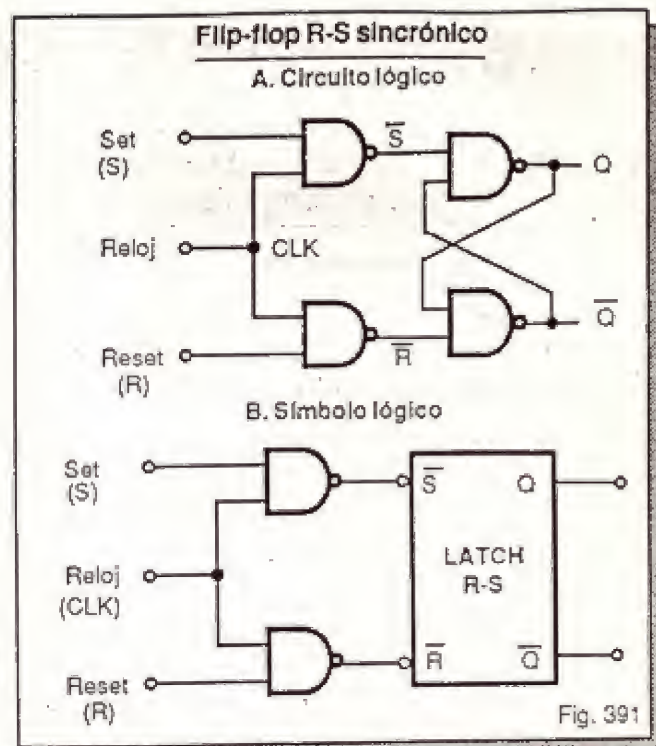 Flip-flop R-S sincrónico
A. Circuito lógico
Set
(S)
S̅
Q
Reloj
CLK
Reset
(R)
R̅
Q̅
B. Símbolo lógico
Set
(S)
S̅
Q
Reloj
(CLK)
LATCH
R-S
Reset
(R)
R̅
Q̅
Fig. 391